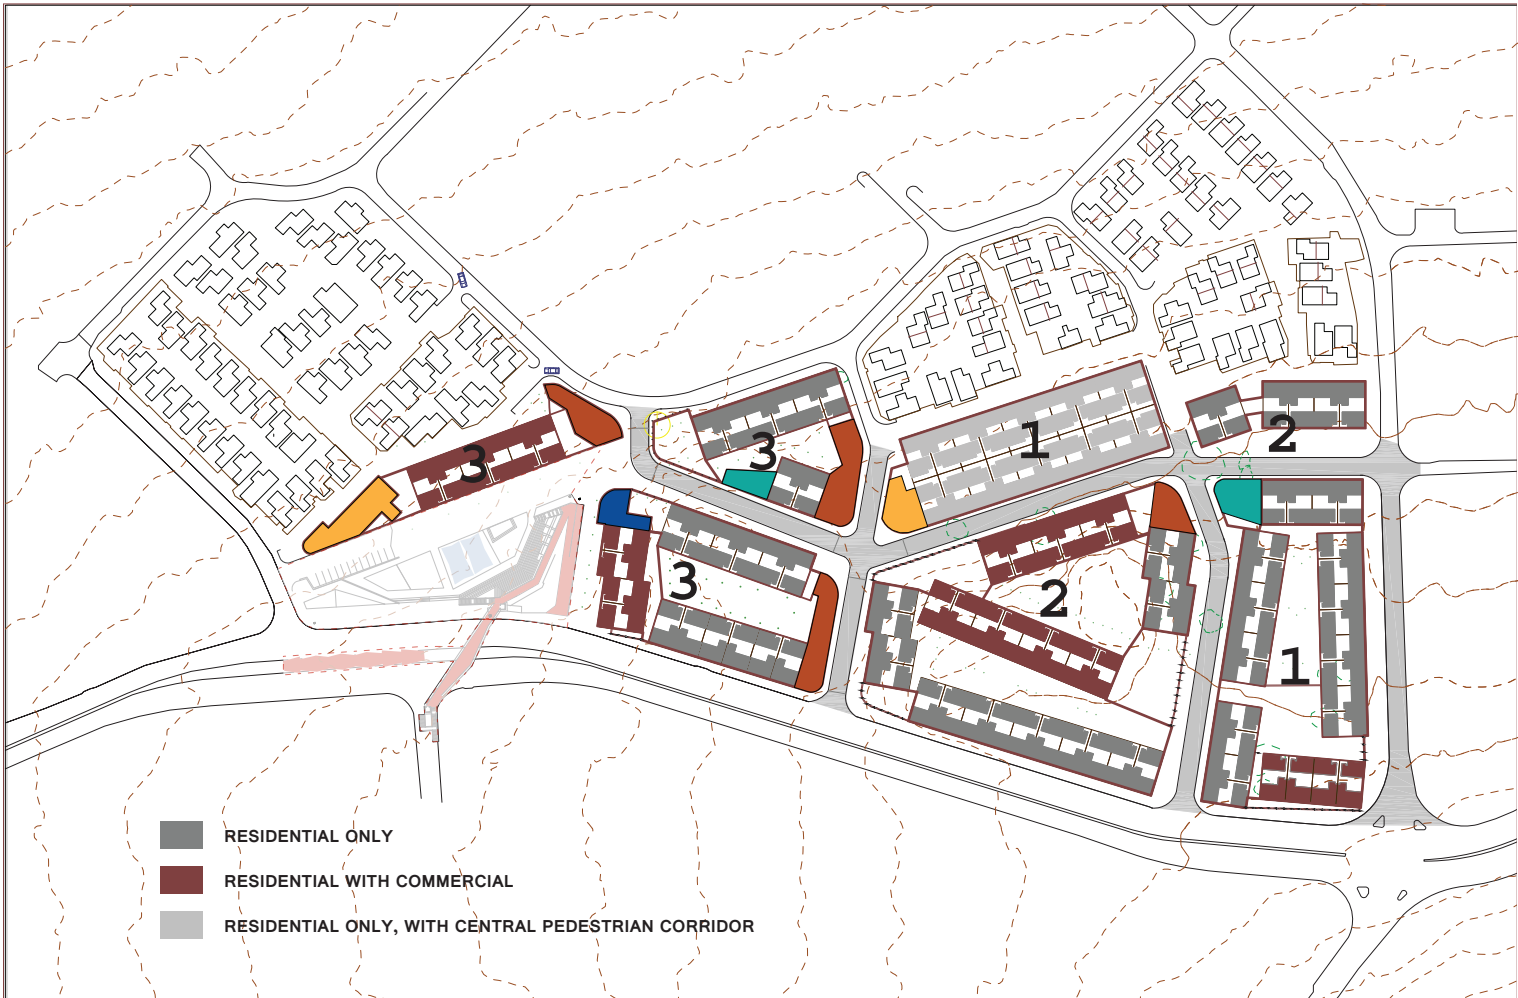 3
3
1
2
3
2
1
RESIDENTIAL ONLY
RESIDENTIAL WITH COMMERCIAL
RESIDENTIAL ONLY, WITH CENTRAL PEDESTRIAN CORRIDOR